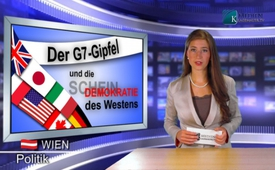 Der G7-Gipfel
und die
SCHEIN
DEMOKRATIE
des Westens
WIEN
Politik